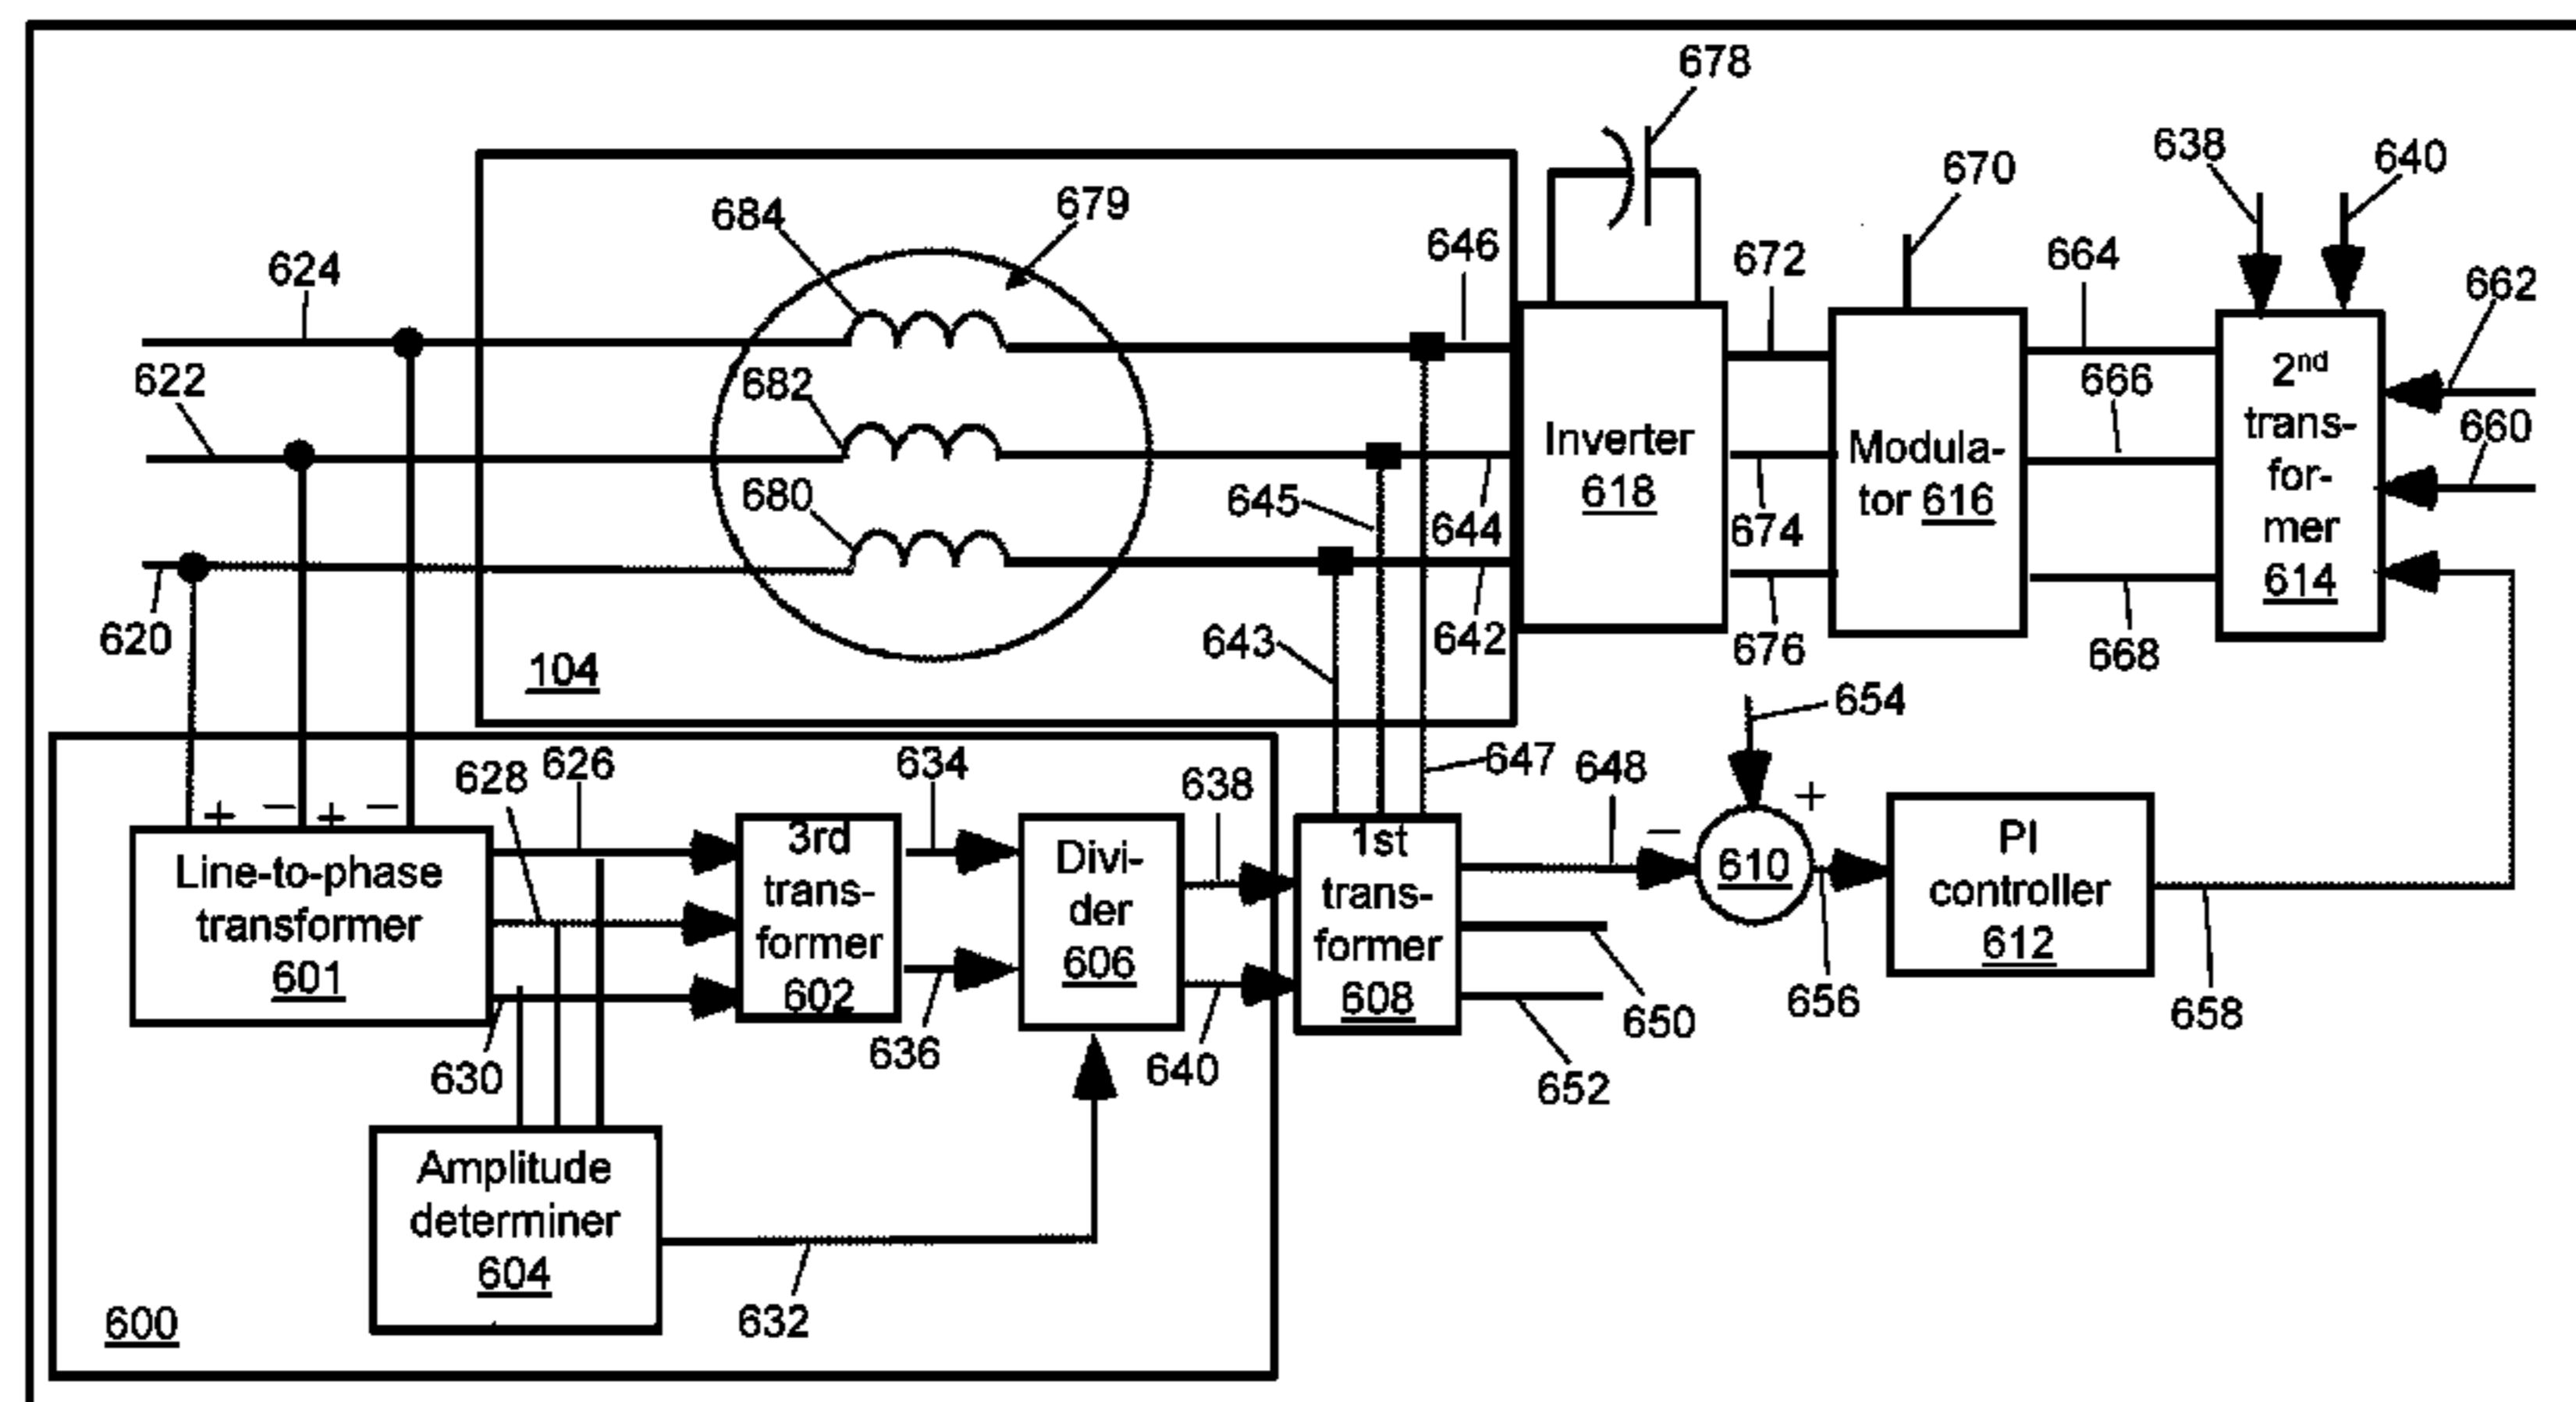 678
638
640
670
684
679
646
672
664
662
624
622
682
666
660
2nd
trans-
for-
mer
614
Inverter
618
Modula-
tor 616
680
645
644
674
620
643
642
676
668
104
654
647
648
628
626
634
638
+
−
+
−
−
+
Line-to-phase
transformer
601
3rd
trans-
former
602
Divi-
der
606
1st
trans-
former
608
610
PI
controller
612
630
636
640
650
652
656
658
Amplitude
determiner
604
632
600